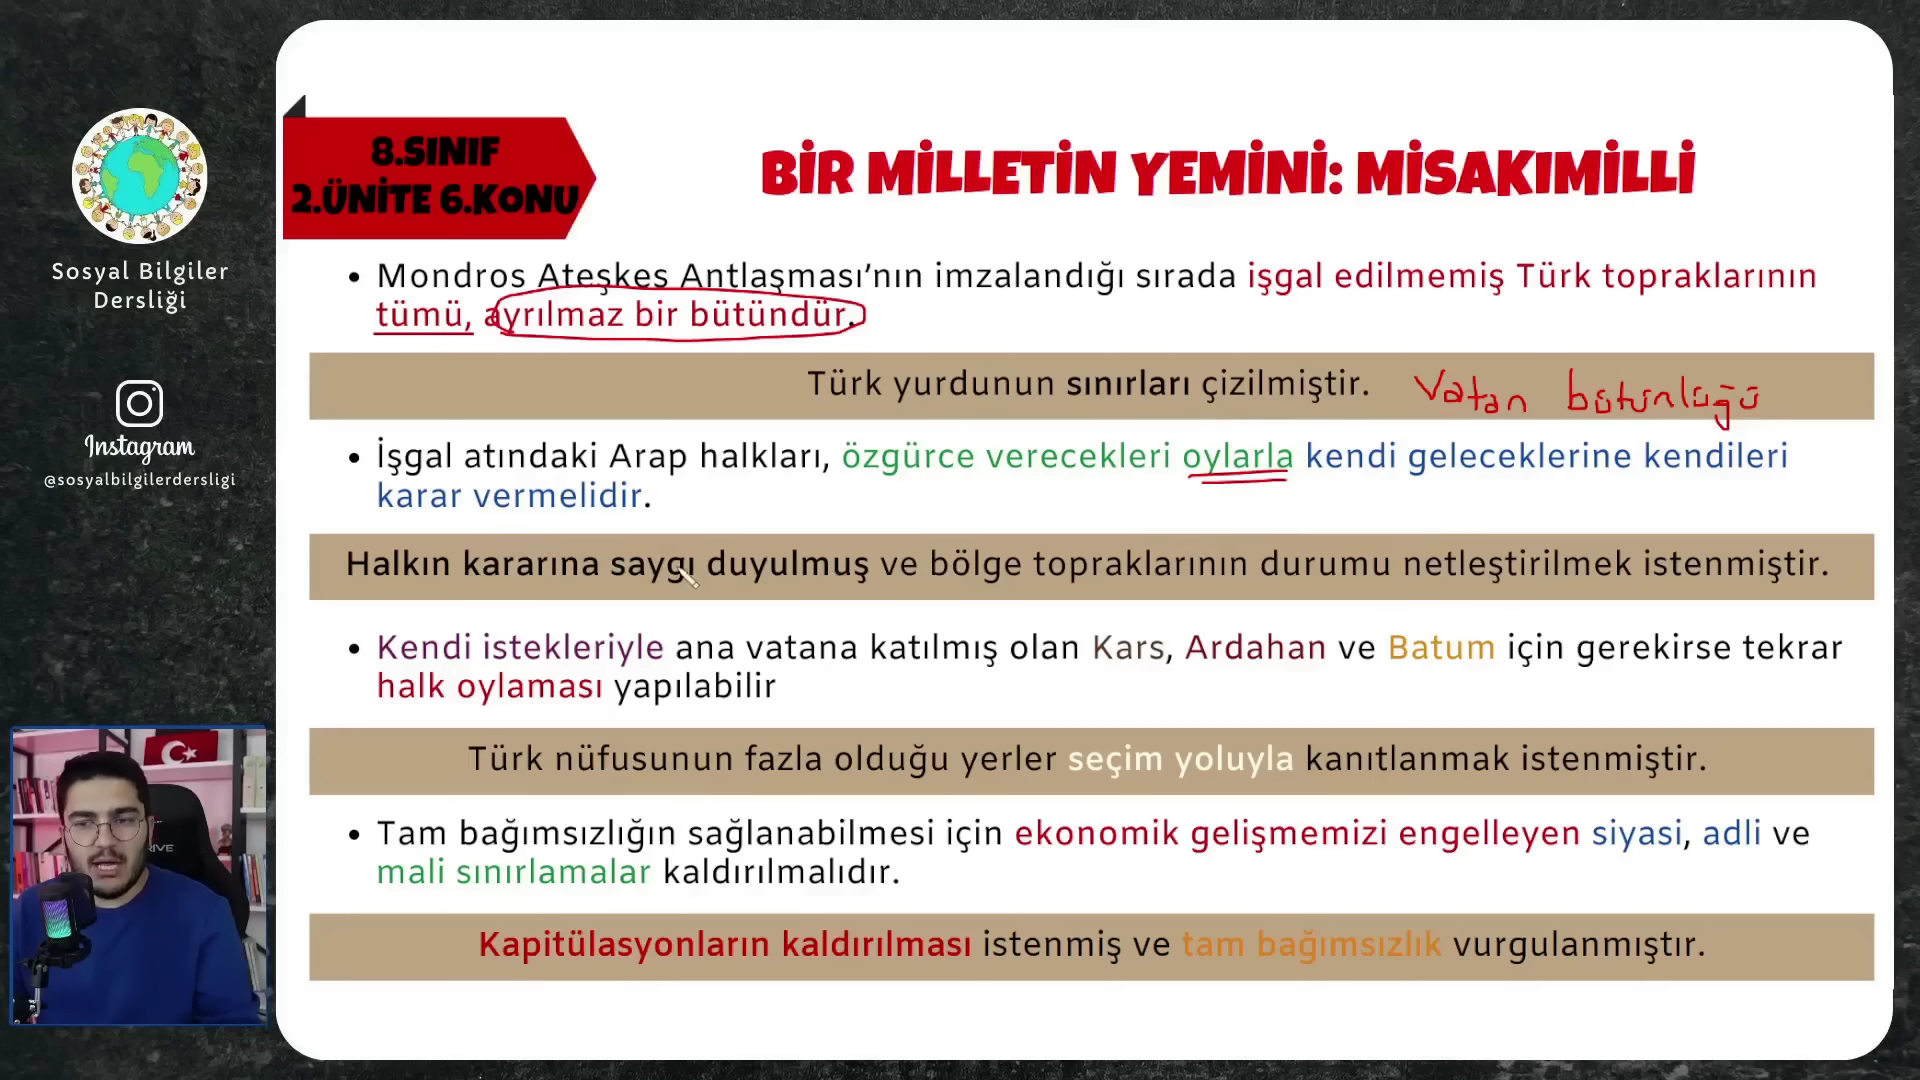 8.SINIF
2.ÜNİTE 6.KONU
BİR MİLLETİN YEMİNİ: MİSAKIMİLLİ
Sosyal Bilgiler
Dersliği
Instagram
@sosyalbilgilerdersligi
• Mondros Ateşkes Antlaşması’nın imzalandığı sırada işgal edilmemiş Türk topraklarının
tümü, ayrılmaz bir bütündür.
Türk yurdunun sınırları çizilmiştir. Vatan bütünlüğü
• İşgal atındaki Arap halkları, özgürce verecekleri oylarla kendi geleceklerine kendileri
karar vermelidir.
Halkın kararına saygı duyulmuş ve bölge topraklarının durumu netleştirilmek istenmiştir.
• Kendi istekleriyle ana vatana katılmış olan Kars, Ardahan ve Batum için gerekirse tekrar
halk oylaması yapılabilir
Türk nüfusunun fazla olduğu yerler seçim yoluyla kanıtlanmak istenmiştir.
• Tam bağımsızlığın sağlanabilmesi için ekonomik gelişmemizi engelleyen siyasi, adli ve
mali sınırlamalar kaldırılmalıdır.
Kapitülasyonların kaldırılması istenmiş ve tam bağımsızlık vurgulanmıştır.